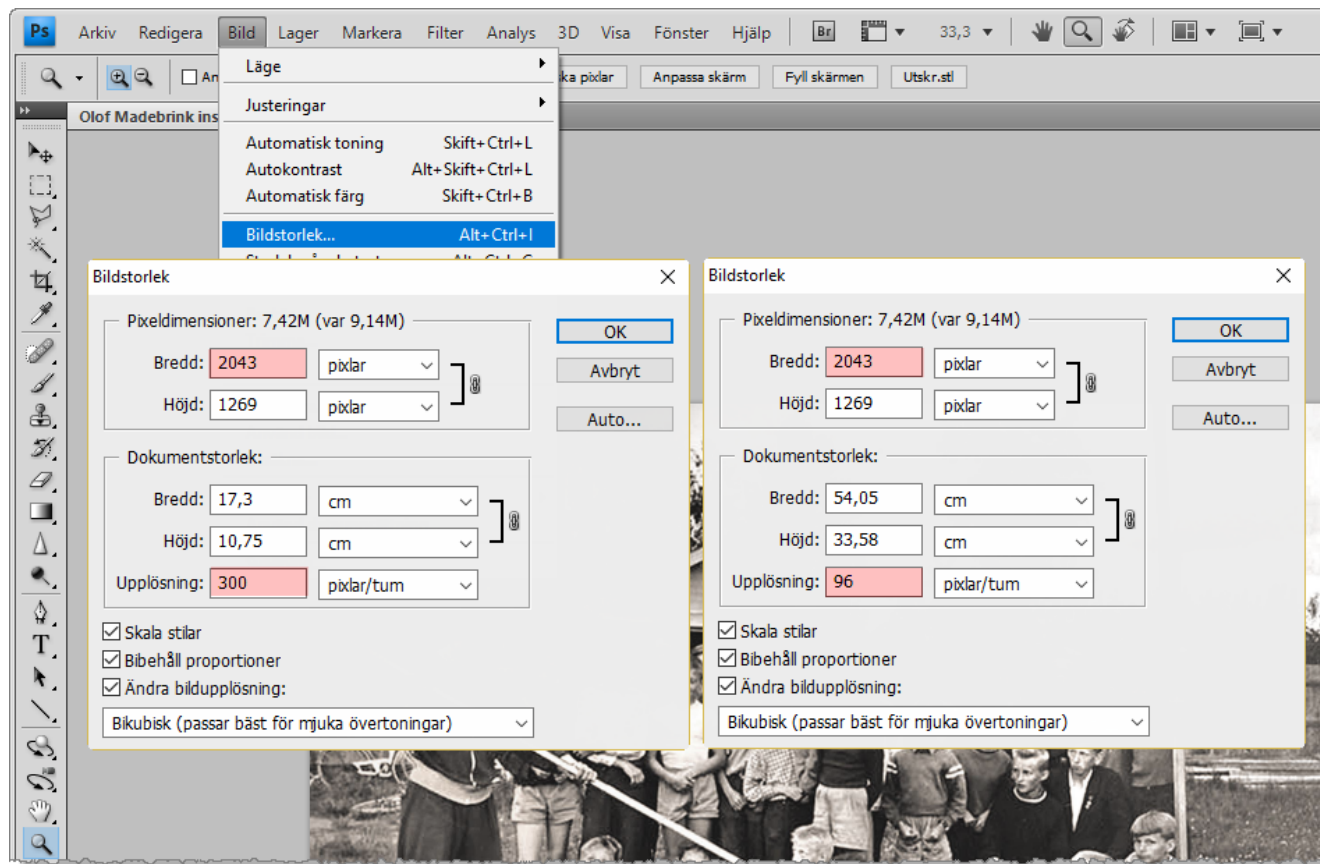 Ps Arkiv Redigera Bild Lager Markera Filter Analys 3D Visa Fönster Hjälp Br 33,3
Anpassa skärm Fyll skärmen Utskr.stl
Olof Madebrink
Läge
Justeringar
Automatisk toning Skift+Ctrl+L
Autokontrast Alt+Skift+Ctrl+L
Automatisk färg Skift+Ctrl+B
Bildstorlek... Alt+Ctrl+I
Bildstorlek
Pixeldimensioner: 7,42M (var 9,14M)
OK
Bredd: 2043 pixlar
Avbryt
Höjd: 1269 pixlar
Auto...
Dokumentstorlek:
Bredd: 17,3 cm
Höjd: 10,75 cm
Upplösning: 300 pixlar/tum
Skala stilar
Bibehåll proportioner
Ändra bildupplösning:
Bikubisk (passar bäst för mjuka övertoningar)
Bildstorlek
Pixeldimensioner: 7,42M (var 9,14M)
OK
Bredd: 2043 pixlar
Avbryt
Höjd: 1269 pixlar
Auto...
Dokumentstorlek:
Bredd: 54,05 cm
Höjd: 33,58 cm
Upplösning: 96 pixlar/tum
Skala stilar
Bibehåll proportioner
Ändra bildupplösning:
Bikubisk (passar bäst för mjuka övertoningar)